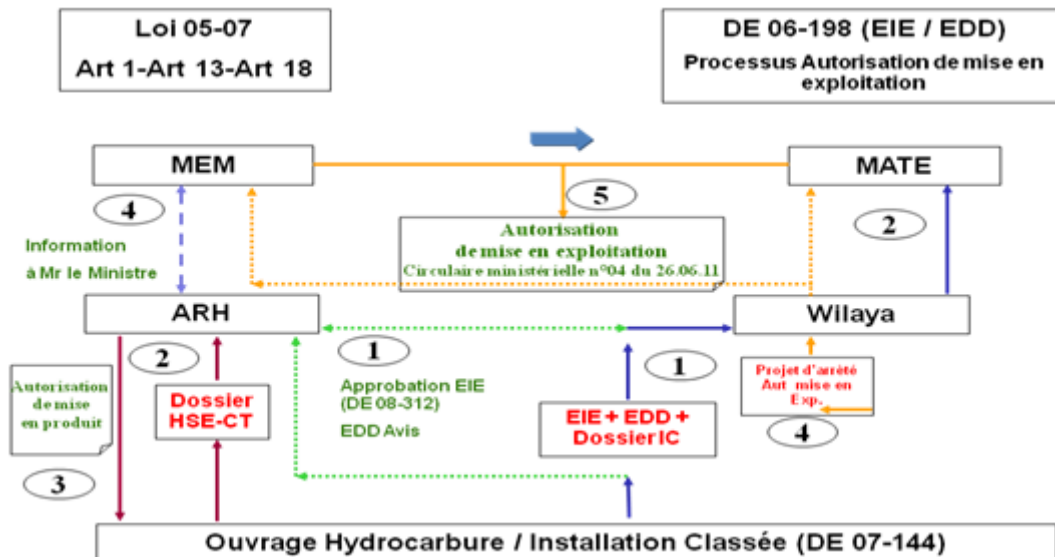 Loi 05-07
Art 1-Art 13-Art 18
DE 06-198 (EIE / EDD)
Processus Autorisation de mise en
exploitation
MEM
MATE
4
5
2
Information
à Mr le Ministre
Autorisation
de mise en exploitation
Circulaire ministérielle n°04 du 26.06.11
ARH
Wilaya
2
1
1
Autorisation
de mise
en produit
Dossier
HSE-CT
Approbation EIE
(DE 08-312)
EDD Avis
EIE + EDD +
Dossier IC
Projet d'arrêté
Aut mise en
Exp.
4
3
Ouvrage Hydrocarbure / Installation Classée (DE 07-144)